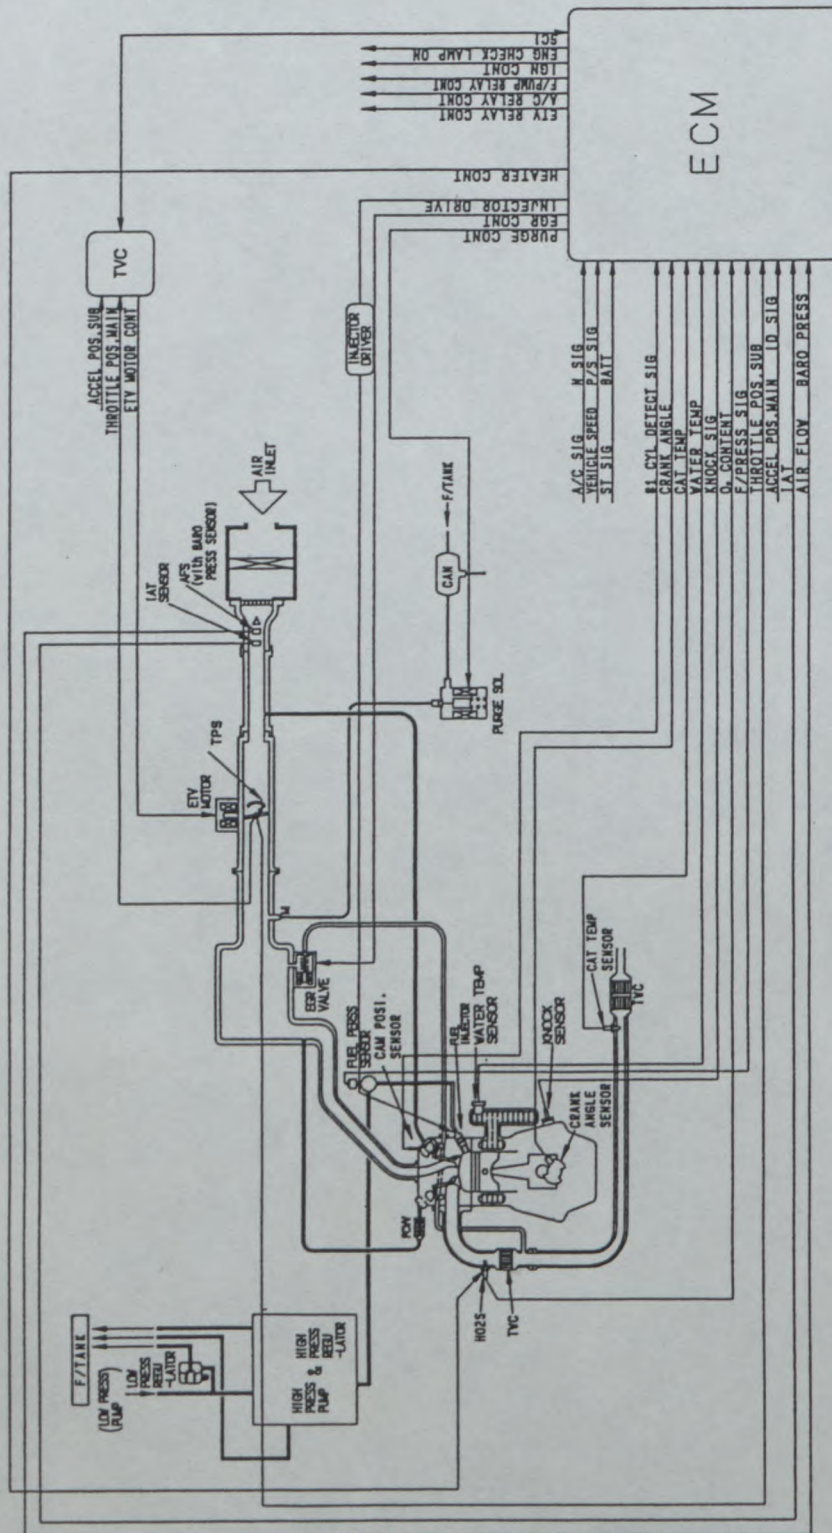 ECM
SCI
ENG CHECK LAMP ON
IGN CONT
F/PUMP RELAY CONT
A/C RELAY CONT
ETV RELAY CONT
HEATER CONT
INJECTOR DRIVE
EGR CONT
PURGE CONT
A/C SIG N SIG
VEHICLE SPEED P/S SIG
ST SIG BATT
#1 CYL DETECT SIG
CRANK ANGLE
CAT TEMP
WATER TEMP
KNOCK SIG
O₂ CONTENT
F/PRESS SIG
THROTTLE POS.SUB
ACCEL POS.MAIN ID SIG
IAT
AIR FLOW BARO PRESS
TVC
ACCEL POS.SUB
THROTTLE POS.MAIN
ETV MOTOR CONT
INJECTOR
DRIVER
AIR
INLET
AFS
(with BARO
PRESS SENSOR)
IAT
SENSOR
F/TANK
CAN
PURGE SOL
TPS
ETV
MOTOR
EGR
VALVE
FUEL PERSS
SENSOR
CAM POSI.
SENSOR
FUEL
INJECTOR
WATER TEMP
SENSOR
KNOCK
SENSOR
CRANK
ANGLE
SENSOR
CAT TEMP
SENSOR
TVC
PCV
HO2S
TVC
F/TANK
(LOW PRESS)
(PUMP
LOW
PRESS
REGU
-LATOR
HIGH
PRESS &
PUMP
HIGH
PRESS REGU
-LATOR